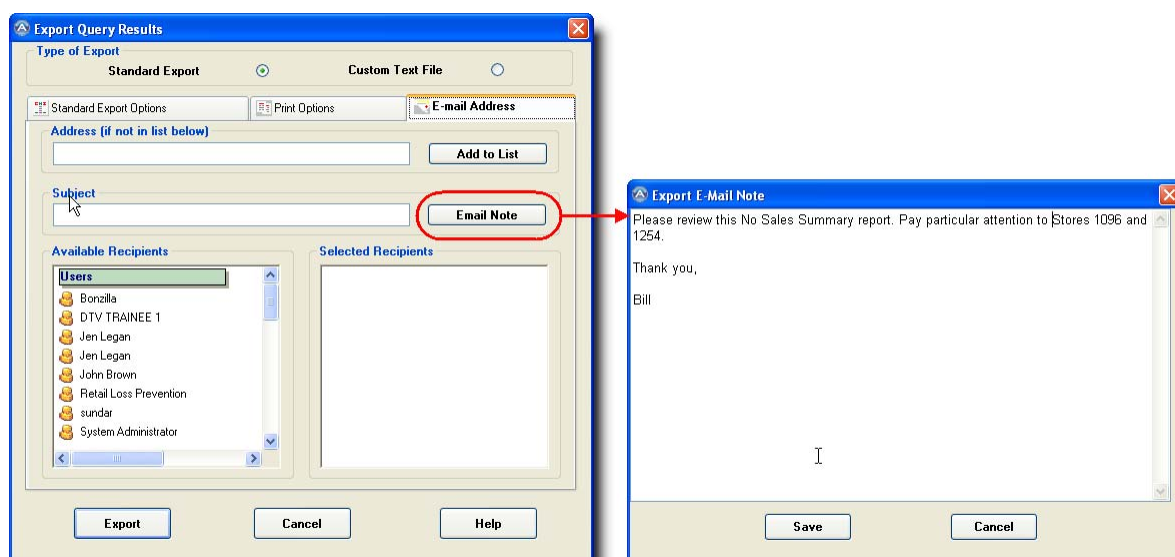 Export Query Results
Type of Export
Standard Export
Custom Text File
Standard Export Options
Print Options
E-mail Address
Address (if not in list below)
Add to List
Subject
Email Note
Available Recipients
Selected Recipients
Users
Bonzilla
DTV TRAINEE 1
Jen Legan
Jen Legan
John Brown
Retail Loss Prevention
sundar
System Administrator
Export
Cancel
Help
Export E-Mail Note
Please review this No Sales Summary report. Pay particular attention to Stores 1096 and
1254.
Thank you,
Bill
Save
Cancel